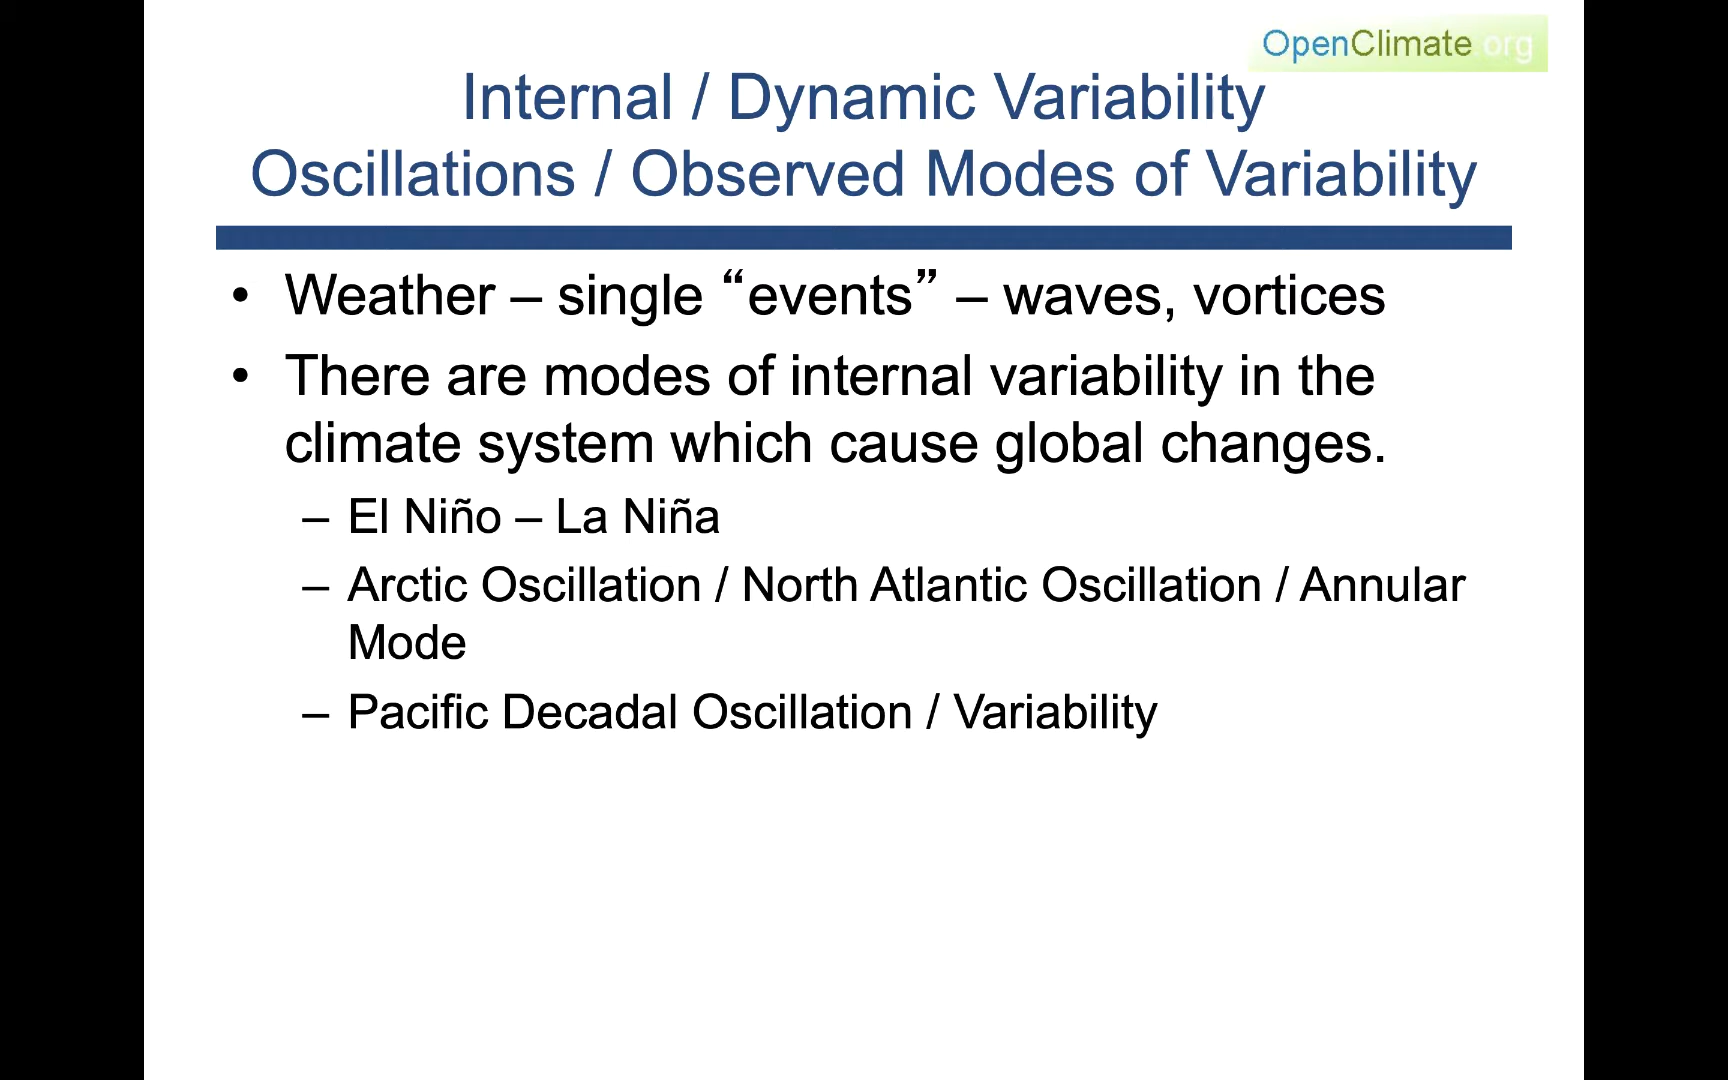 OpenClimate.org
Internal / Dynamic Variability
Oscillations / Observed Modes of Variability
• Weather – single “events” – waves, vortices
• There are modes of internal variability in the
climate system which cause global changes.
– El Niño – La Niña
– Arctic Oscillation / North Atlantic Oscillation / Annular
Mode
– Pacific Decadal Oscillation / Variability